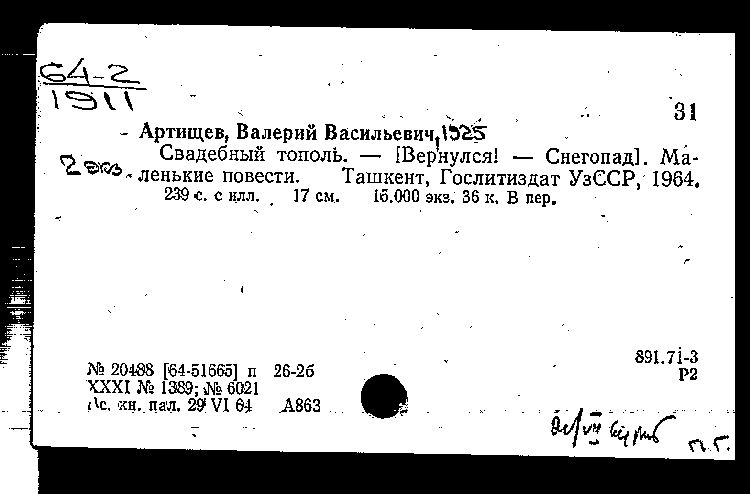 64-2
1911
31
Артищев, Валерий Васильевич, 1925
Свадебный тополь. — [Вернулся! — Снегопад]. Ма-
2 экз. ленькие повести. Ташкент, Гослитиздат УзССР, 1964.
239 с. с илл. 17 см. 15.000 экз. 36 к. В пер.
891.71-3
№ 20488 [64-51665] п 26-26
Р2
XXXI № 1389; № 6021
Вс. кн. пал. 29 VI 64 А863
п.г.